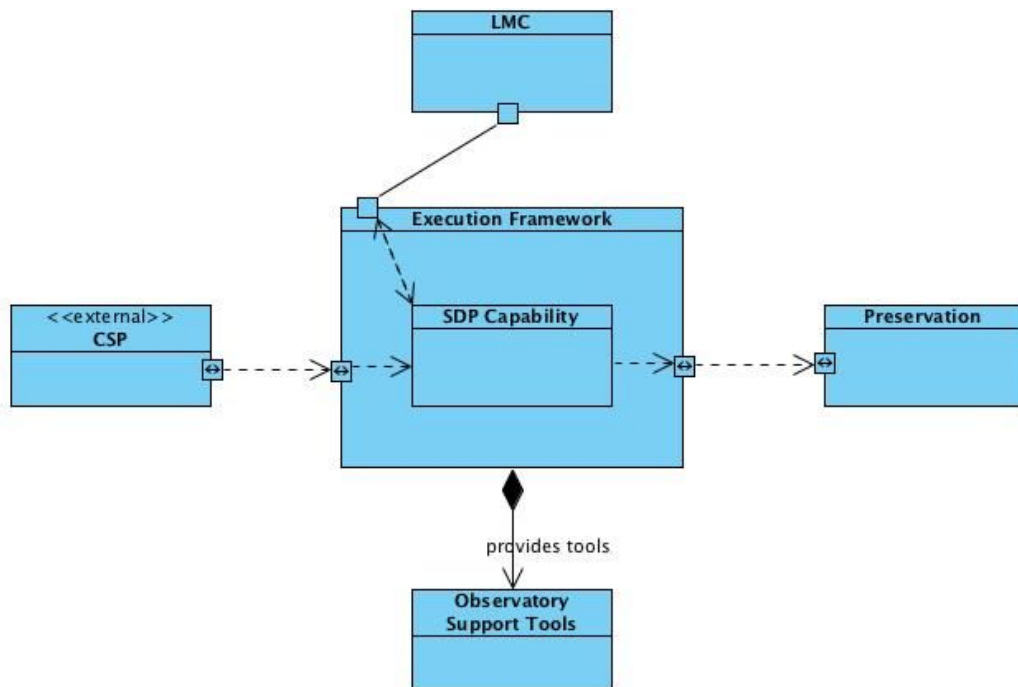 LMC
Execution Framework
<<external>>
CSP
SDP Capability
Preservation
provides tools
Observatory
Support Tools